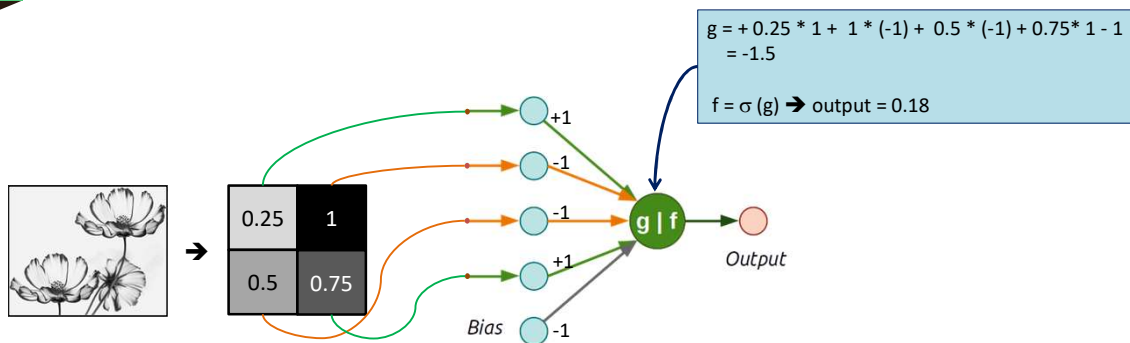 g = + 0.25 * 1 + 1 * (-1) + 0.5 * (-1) + 0.75* 1 - 1
= -1.5
f = σ (g) ➔ output = 0.18
+1
-1
0.25 1
-1
g | f
Output
0.5 0.75
+1
Bias
-1